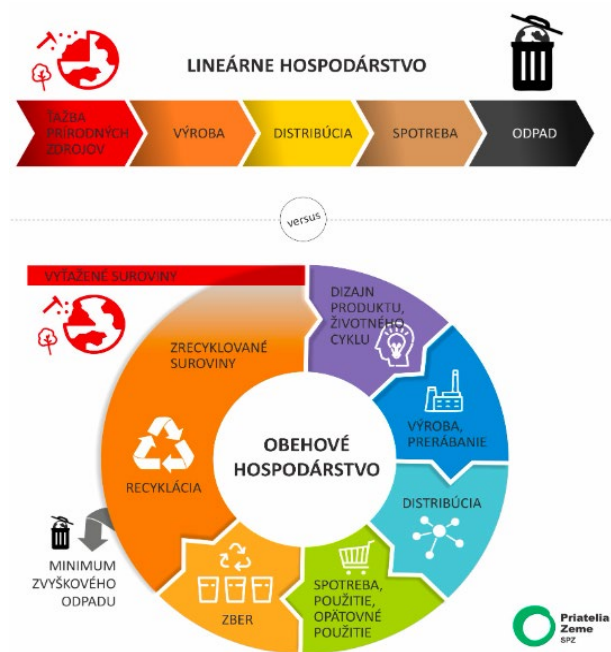 LINEÁRNE HOSPODÁRSTVO
ŤAŽBA
PRÍRODNÝCH
ZDROJOV
VÝROBA
DISTRIBÚCIA
SPOTREBA
ODPAD
versus
VYŤAŽENÉ SUROVINY
ZRECYKLOVANÉ
SUROVINY
DIZAJN
PRODUKTU,
ŽIVOTNÉHO
CYKLU
VÝROBA,
PRERÁBANIE
OBEHOVÉ
HOSPODÁRSTVO
RECYKLÁCIA
DISTRIBÚCIA
MINIMUM
ZVYŠKOVÉHO
ODPADU
ZBER
SPOTREBA,
POUŽITIE,
OPÄTOVNÉ
POUŽITIE
Priatelia
Zeme
SPZ